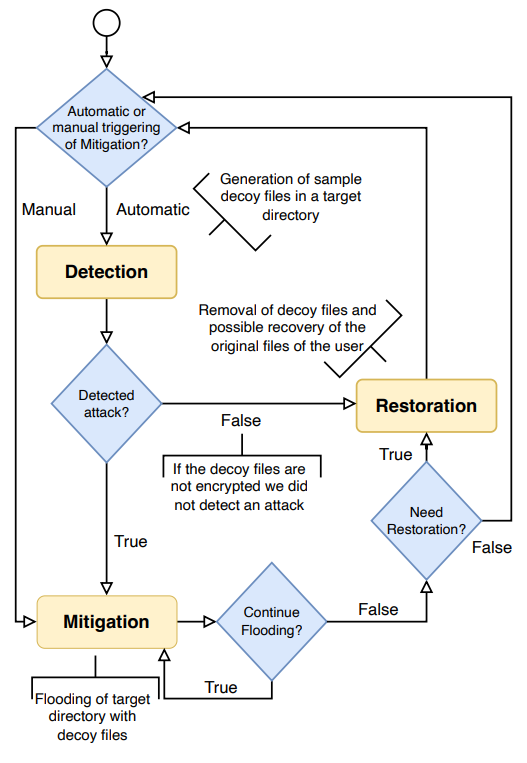 Automatic or
manual triggering
of Mitigation?
Manual
Automatic
Generation of sample
decoy files in a target
directory
Detection
Removal of decoy files and
possible recovery of the
original files of the user
Detected
attack?
False
Restoration
If the decoy files are
not encrypted we did
not detect an attack
True
Need
Restoration?
False
True
Mitigation
Continue
Flooding?
False
True
Flooding of target
directory with
decoy files